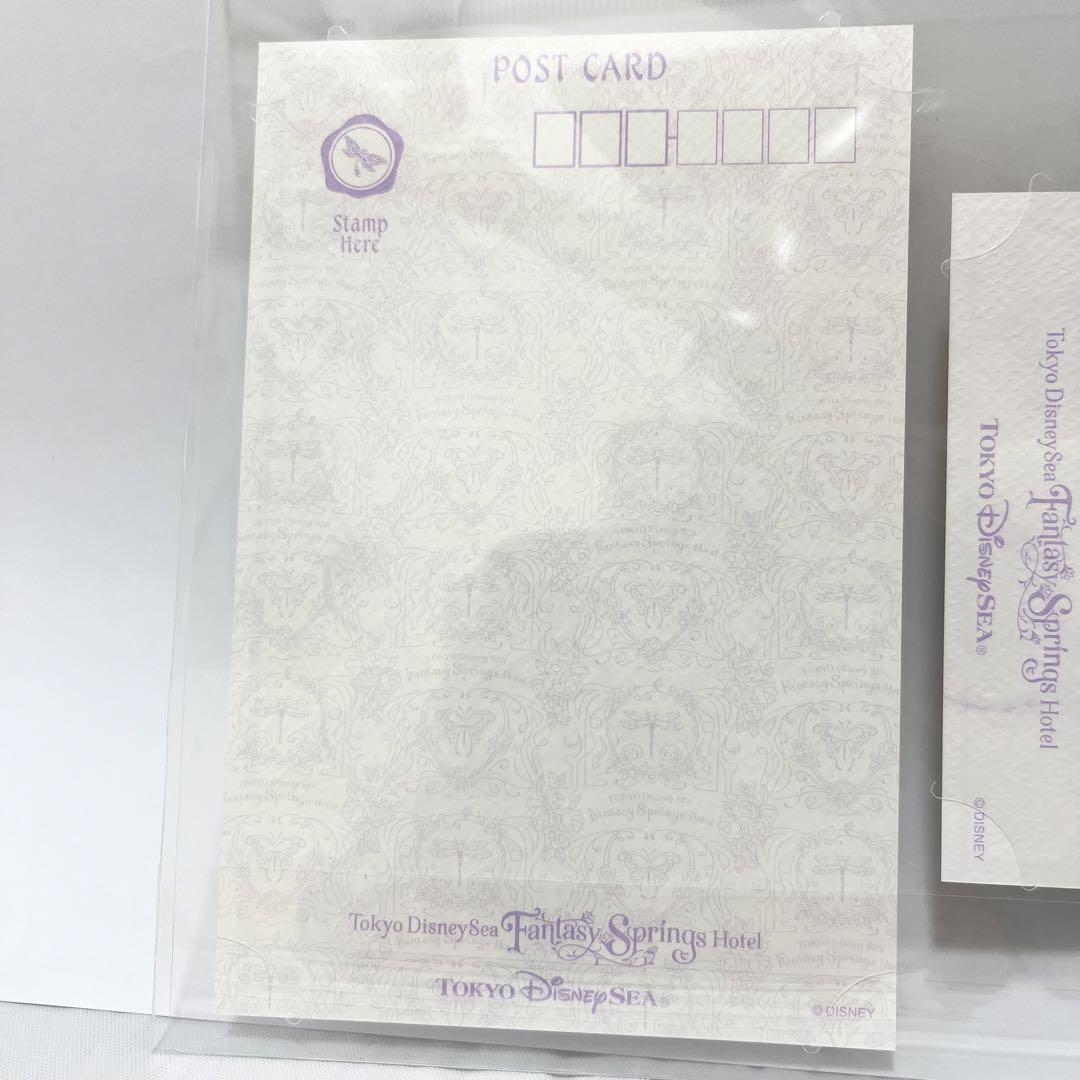 POST CARD
Stamp
Here
Tokyo DisneySea Fantasy Springs Hotel
TOKYO DISNEYSEA®
©DISNEY
Tokyo DisneySea Fantasy Springs Hotel
TOKYO DISNEYSEA®
©DISNEY